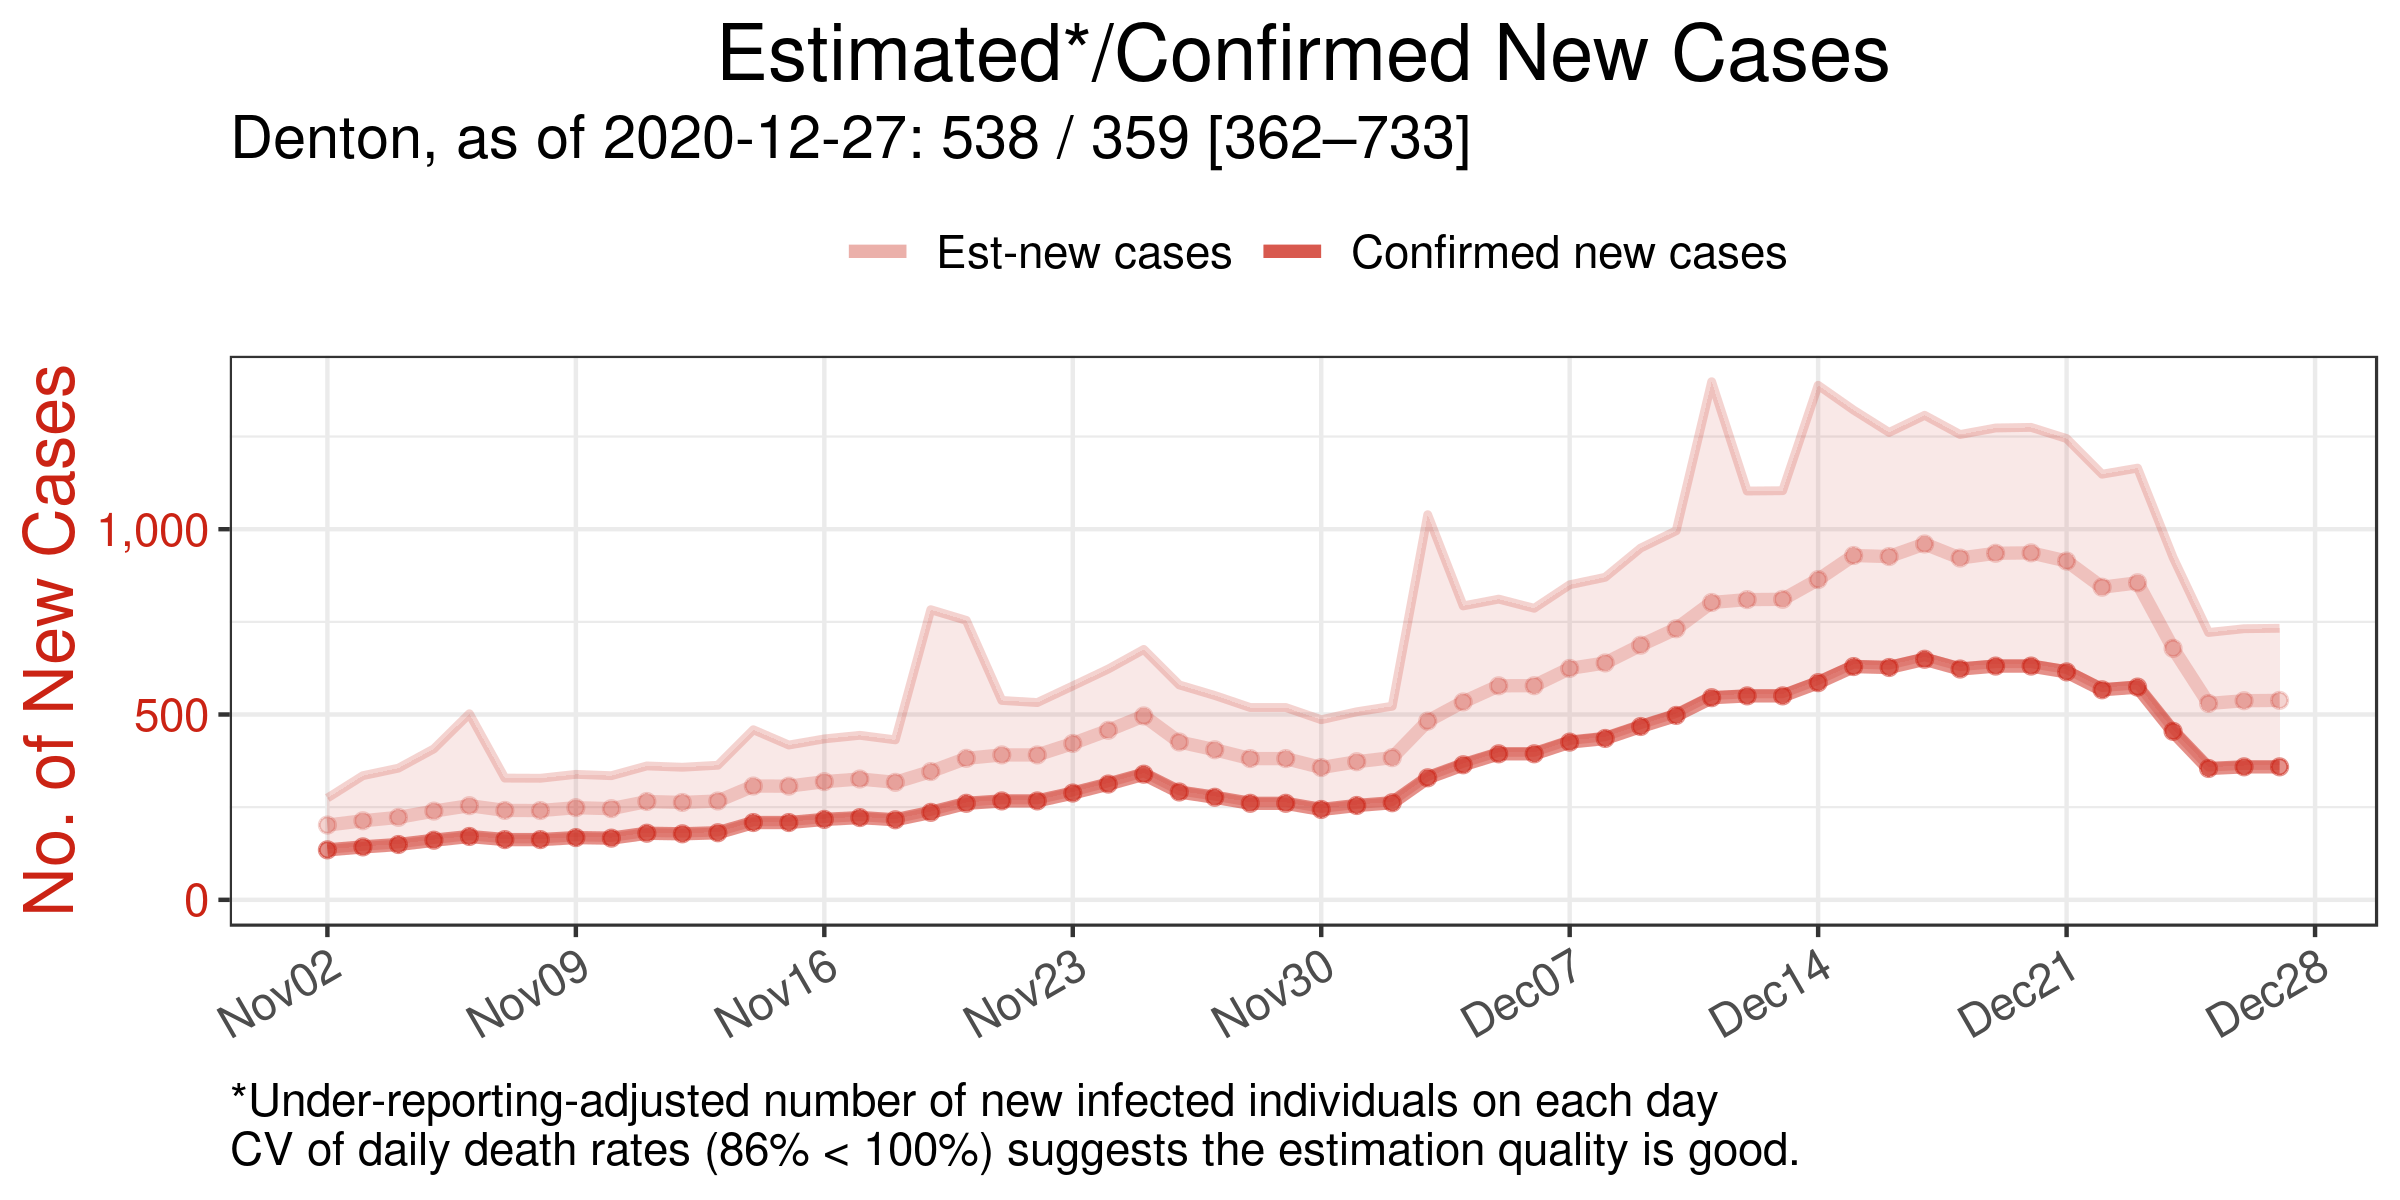 Estimated*/Confirmed New Cases
Denton, as of 2020-12-27: 538 / 359 [362–733]
Est-new cases
Confirmed new cases
No. of New Cases
1,000
500
0
Nov02
Nov09
Nov16
Nov23
Nov30
Dec07
Dec14
Dec21
Dec28
*Under-reporting-adjusted number of new infected individuals on each day
CV of daily death rates (86% < 100%) suggests the estimation quality is good.